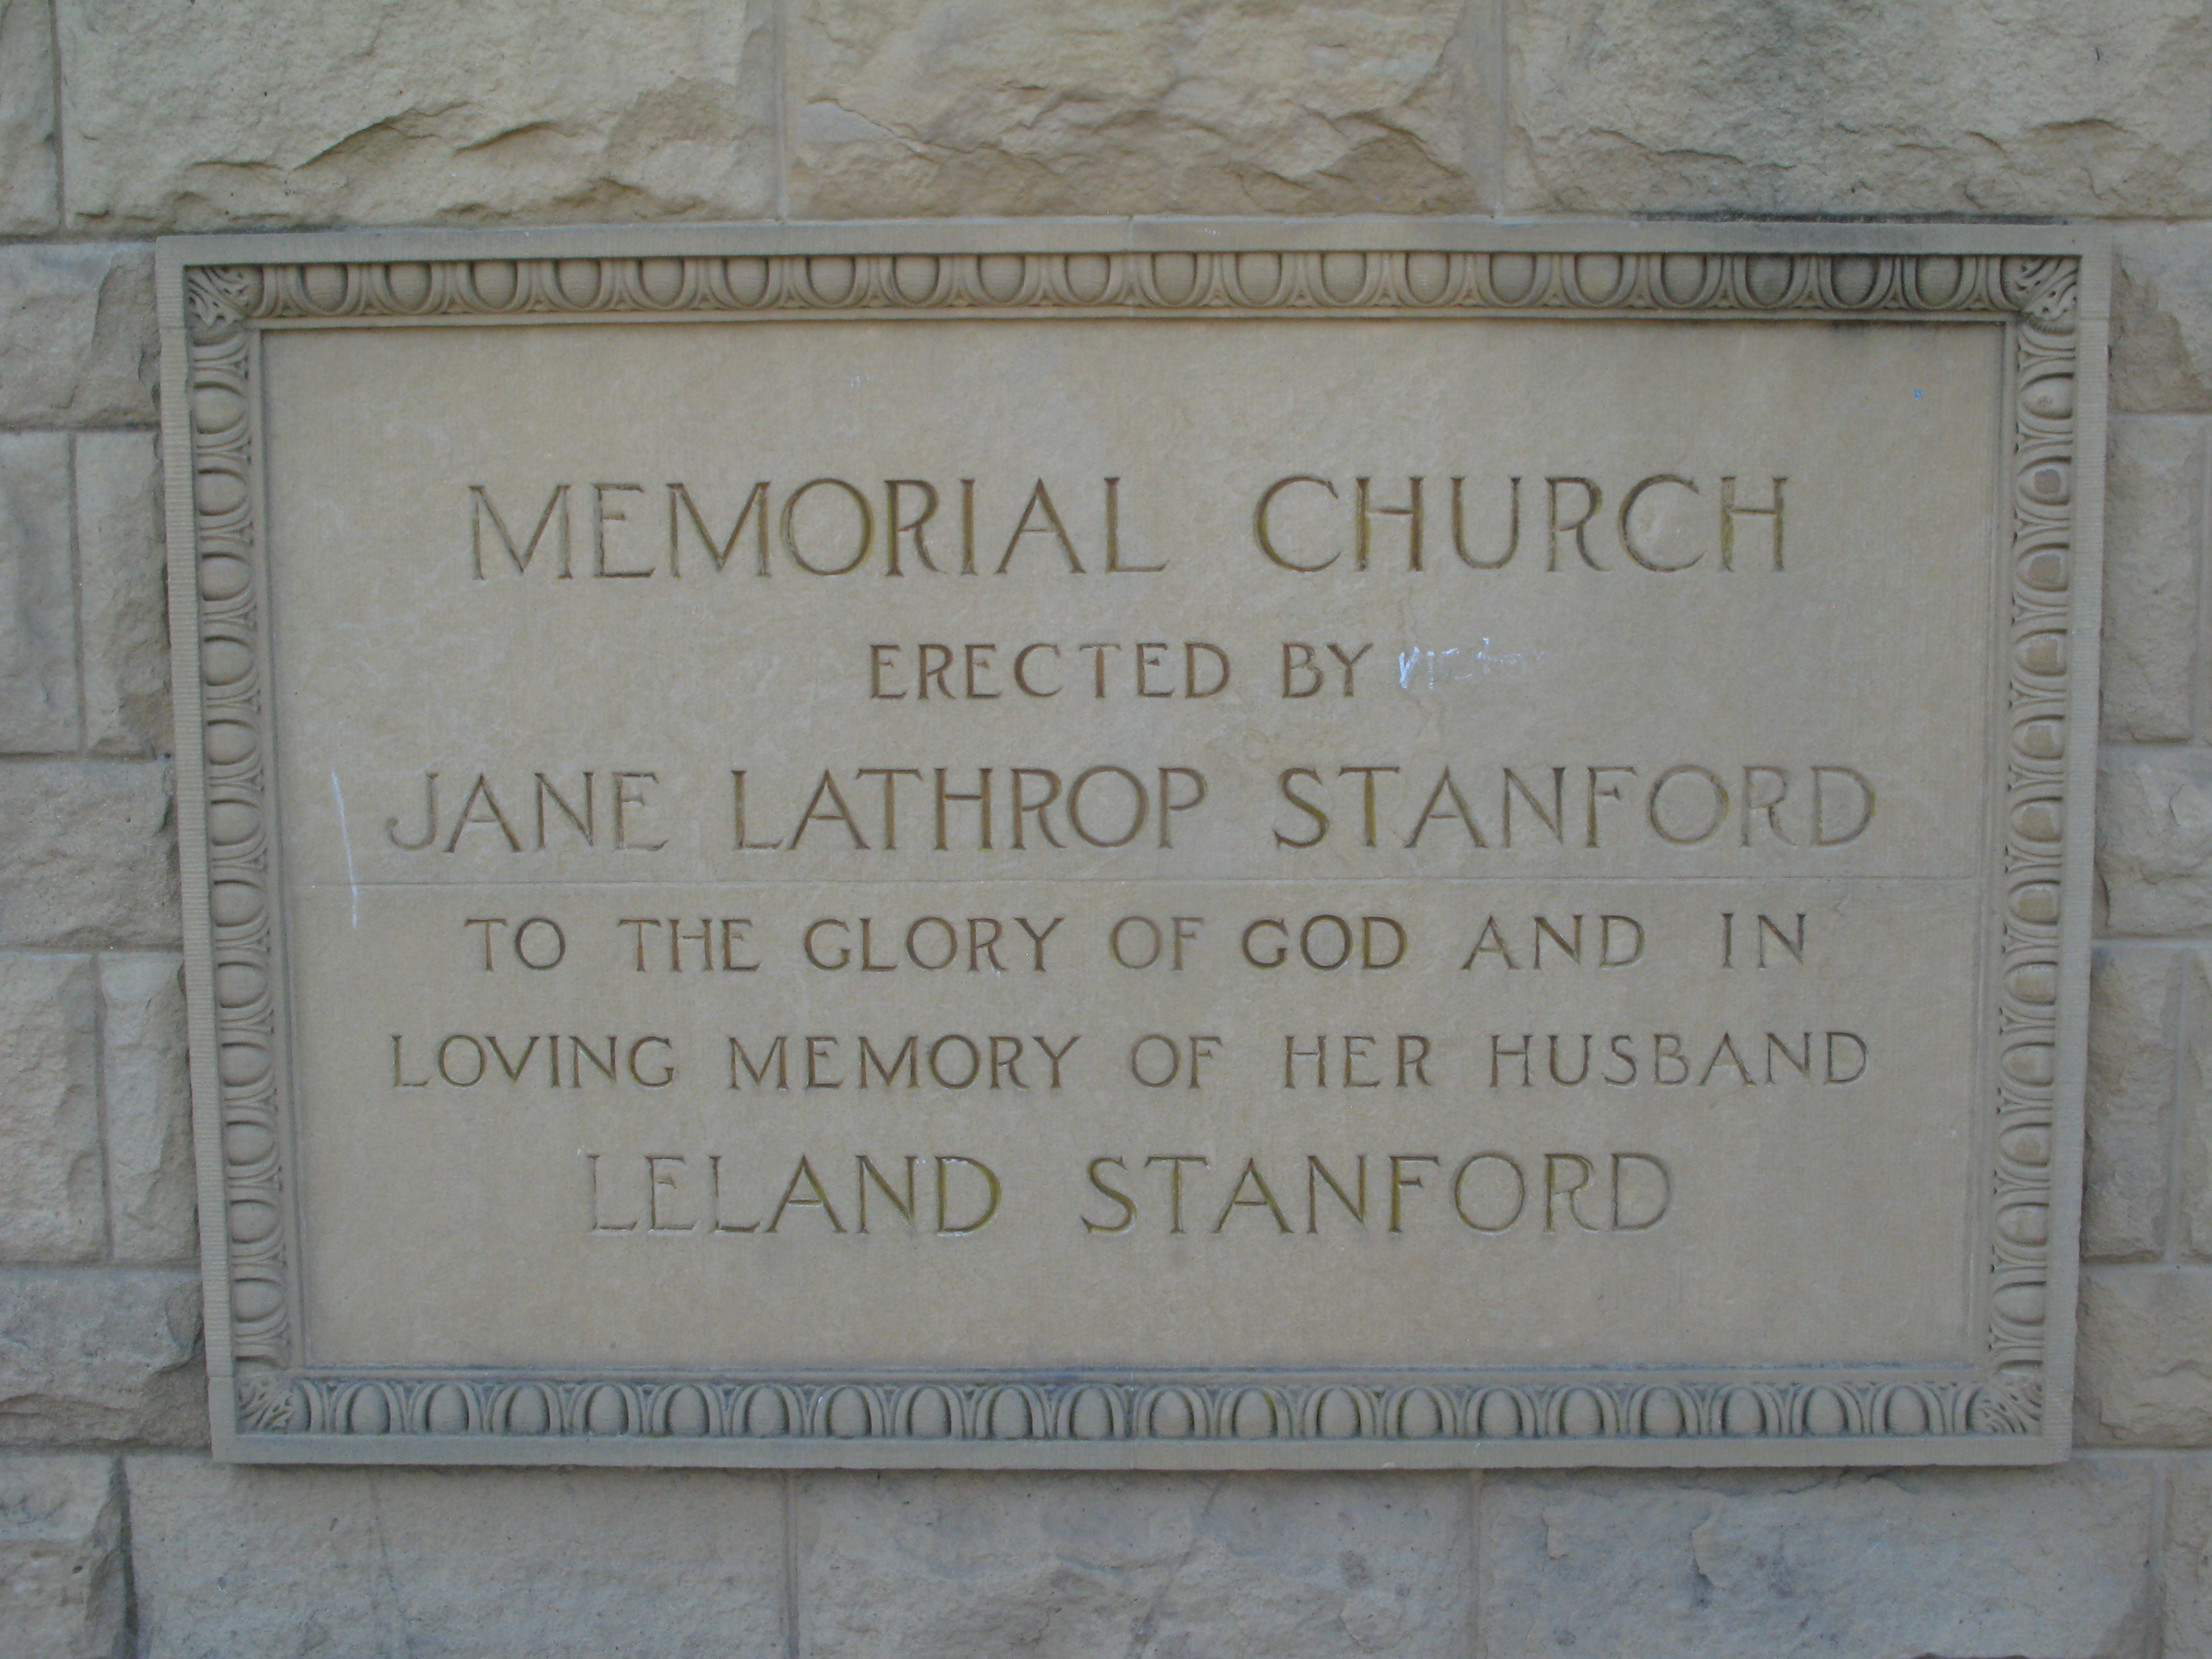 MEMORIAL CHURCH
ERECTED BY
JANE LATHROP STANFORD
TO THE GLORY OF GOD AND IN
LOVING MEMORY OF HER HUSBAND
LELAND STANFORD